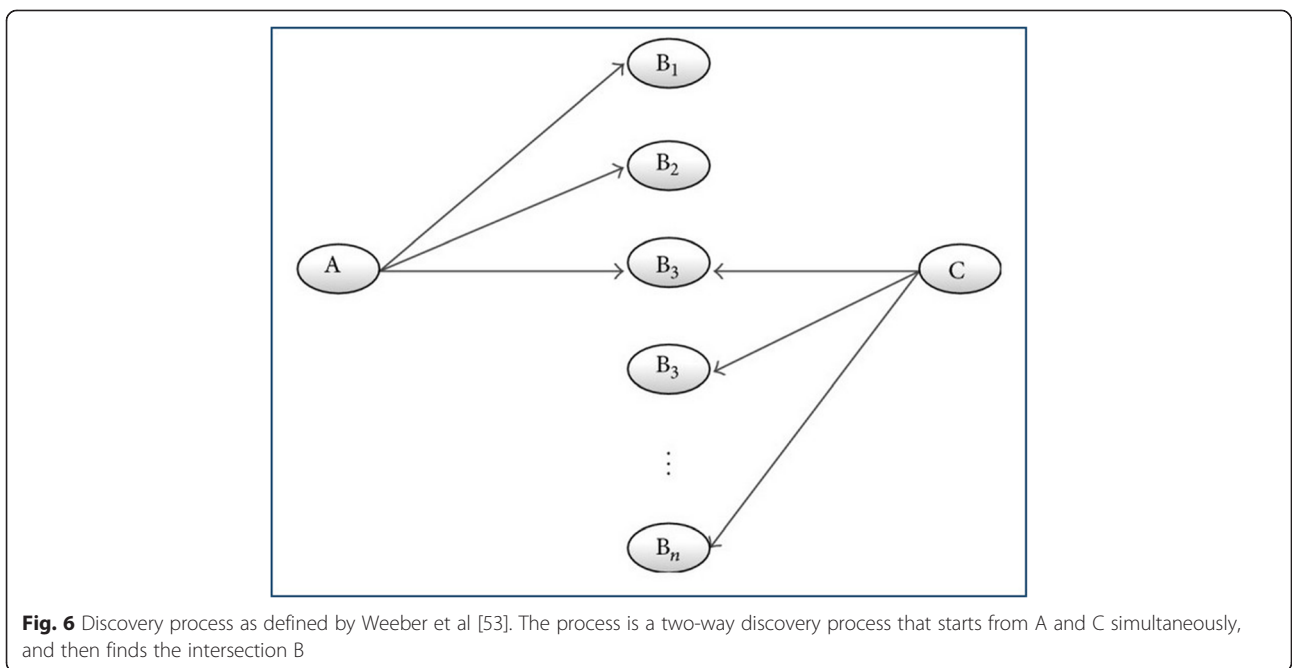 B₁
B₂
A
B₃
C
B₃
⋮
Bₙ
Fig. 6 Discovery process as defined by Weeber et al [53]. The process is a two-way discovery process that starts from A and C simultaneously,
and then finds the intersection B